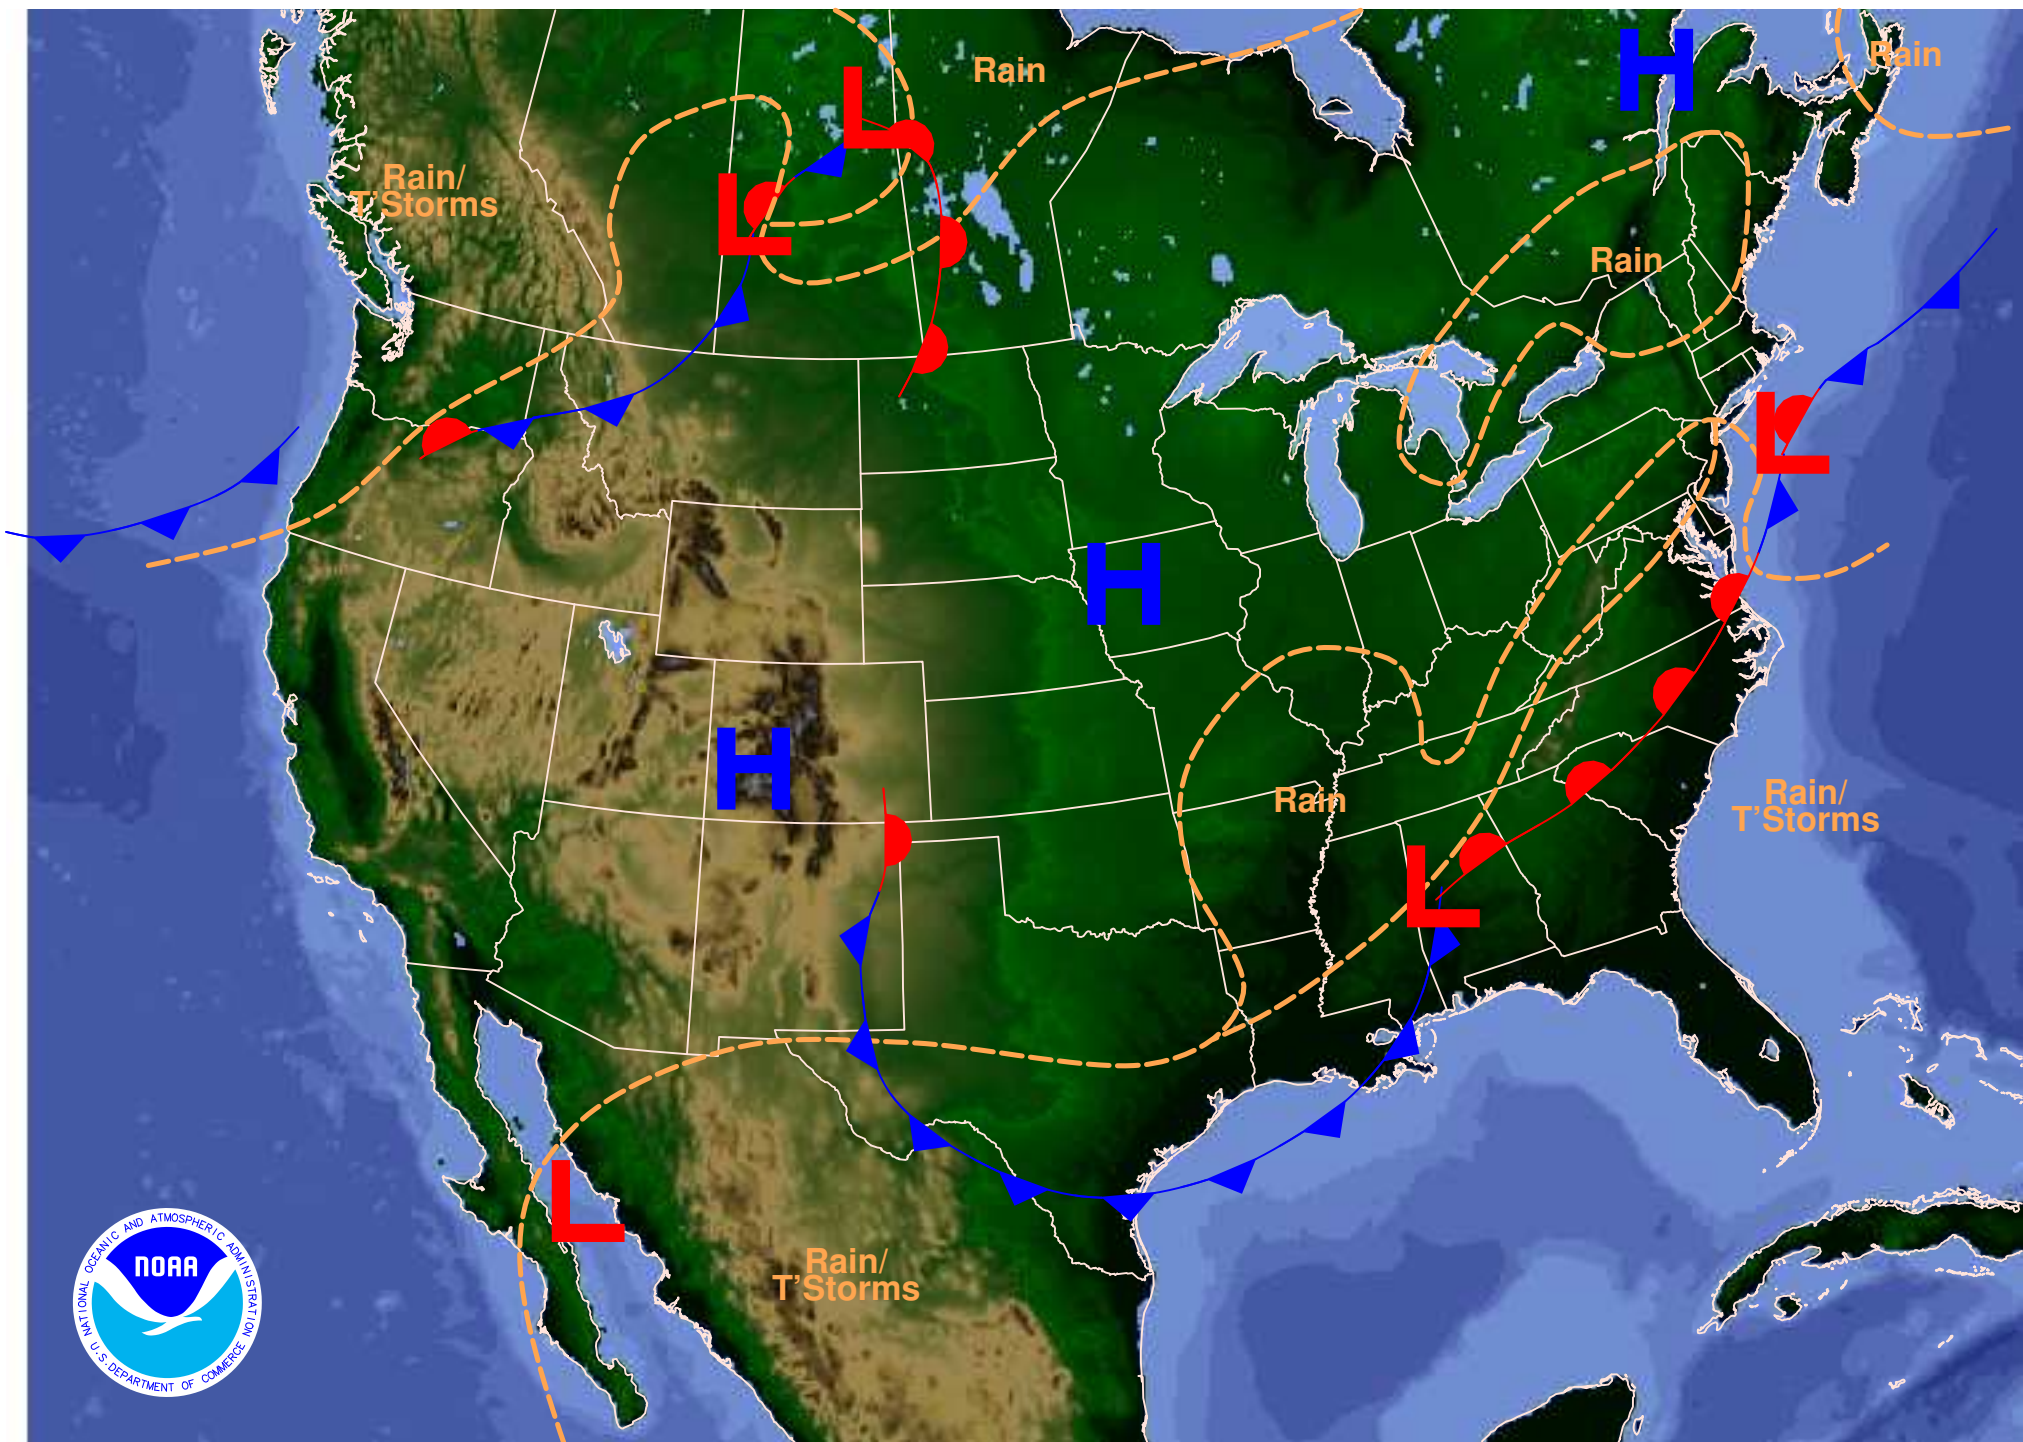 Rain
H
Rain
L
Rain/
T'Storms
L
Rain
L
H
H
Rain
Rain/
T'Storms
L
L
Rain/
T'Storms
NATIONAL OCEANIC AND ATMOSPHERIC ADMINISTRATION
NOAA
U.S. DEPARTMENT OF COMMERCE